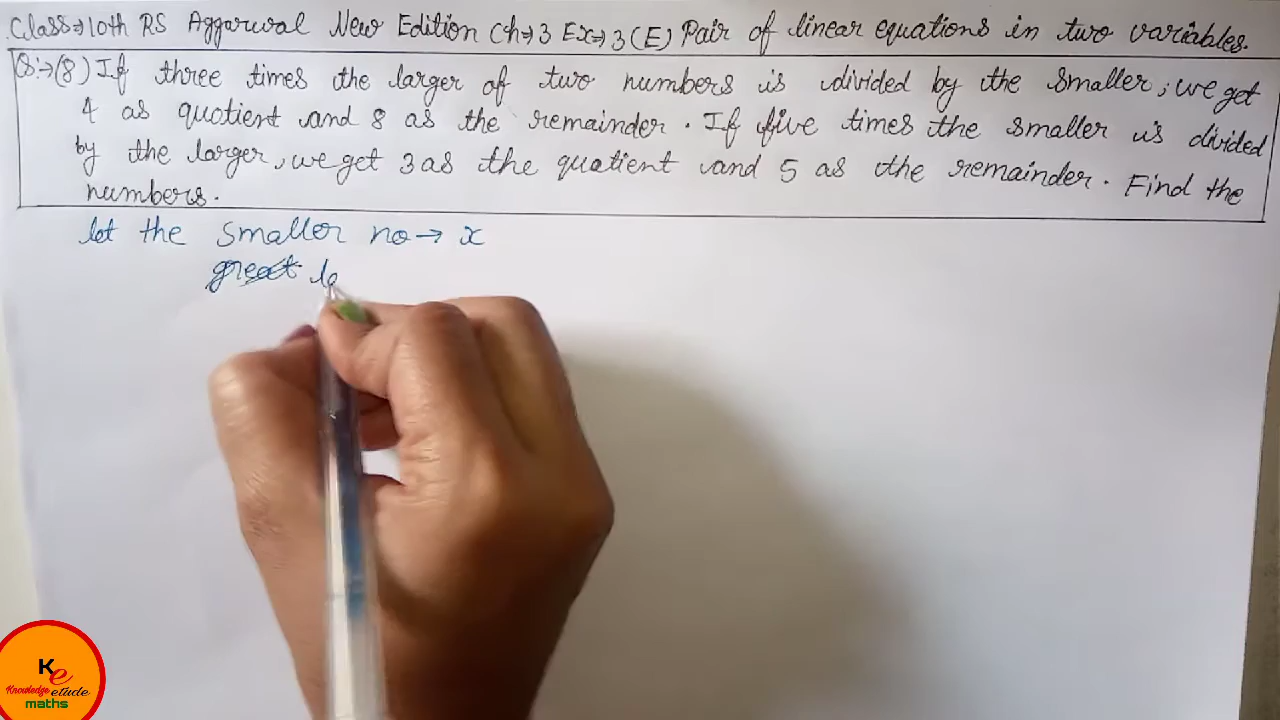 Class→10th RS Aggarwal New Edition Ch→3 Ex→3(E) Pair of linear equations in two variables.
Q:→(8) If three times the larger of two numbers is divided by the smaller, we get
4 as quotient and 8 as the remainder. If five times the smaller is divided
by the larger, we get 3 as the quotient and 5 as the remainder. Find the
numbers.
let the smaller no → x
great la
Ke
Knowledge etude
maths